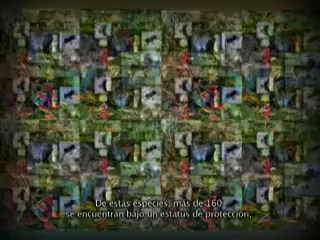 De estas especies, más de 160
se encuentran bajo un estatus de protección,